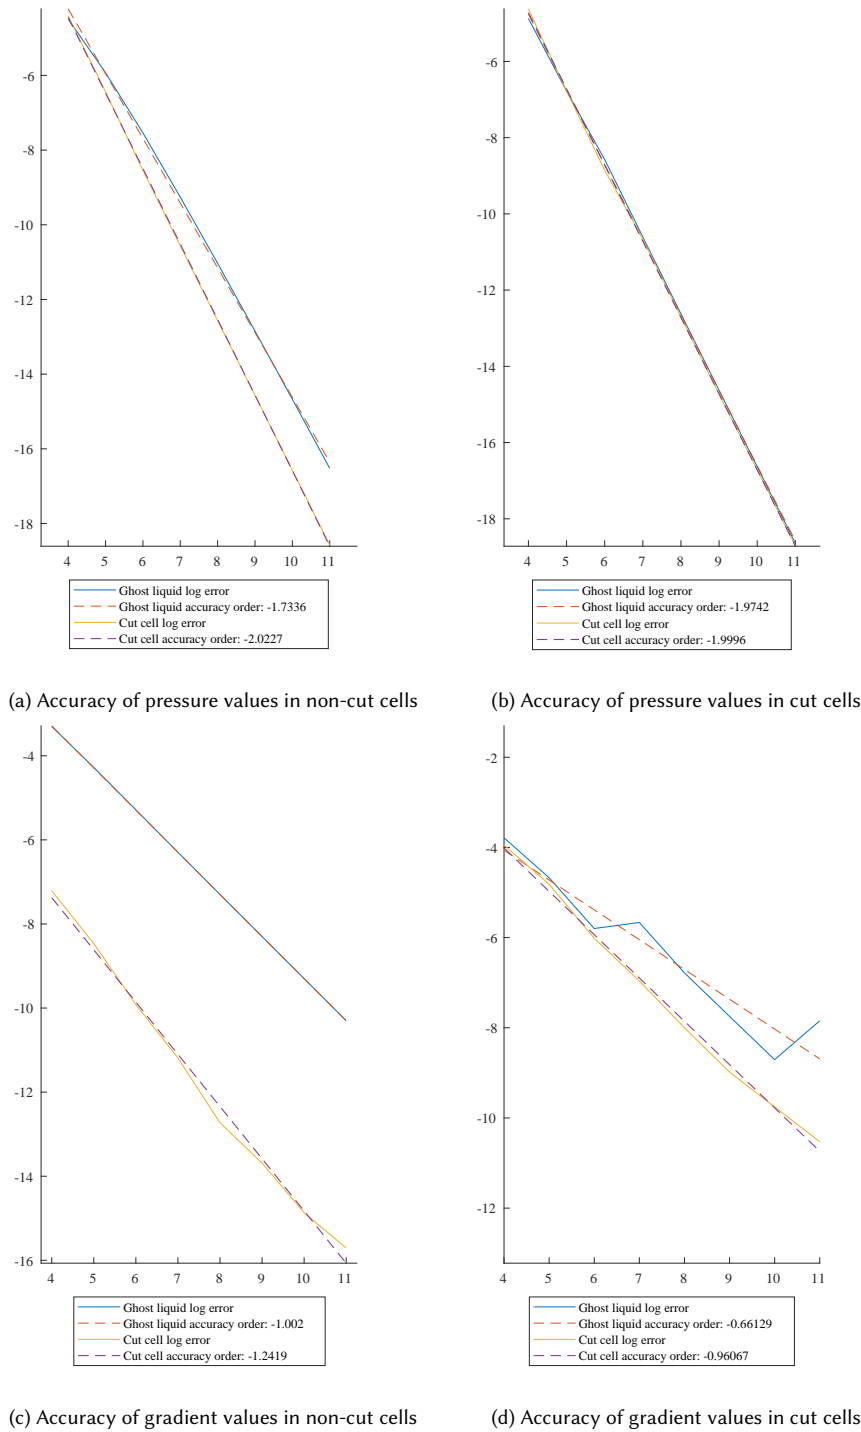 -6
-8
-10
-12
-14
-16
-18
4 5 6 7 8 9 10 11
Ghost liquid log error
Ghost liquid accuracy order: -1.7336
Cut cell log error
Cut cell accuracy order: -2.0227
(a) Accuracy of pressure values in non-cut cells
-6
-8
-10
-12
-14
-16
-18
4 5 6 7 8 9 10 11
Ghost liquid log error
Ghost liquid accuracy order: -1.9742
Cut cell log error
Cut cell accuracy order: -1.9996
(b) Accuracy of pressure values in cut cells
-4
-6
-8
-10
-12
-14
-16
4 5 6 7 8 9 10 11
Ghost liquid log error
Ghost liquid accuracy order: -1.002
Cut cell log error
Cut cell accuracy order: -1.2419
(c) Accuracy of gradient values in non-cut cells
-2
-4
-6
-8
-10
-12
4 5 6 7 8 9 10 11
Ghost liquid log error
Ghost liquid accuracy order: -0.66129
Cut cell log error
Cut cell accuracy order: -0.96067
(d) Accuracy of gradient values in cut cells